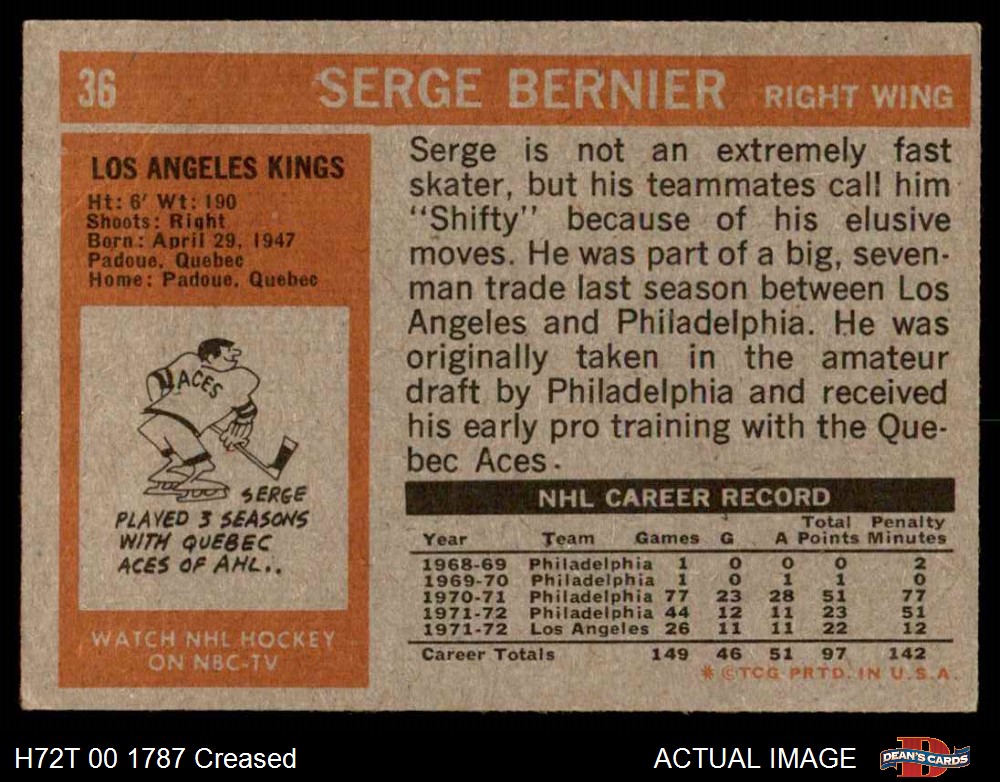 36 SERGE BERNIER RIGHT WING
LOS ANGELES KINGS
Ht: 6' Wt: 190
Shoots: Right
Born: April 29, 1947
Padoue, Quebec
Home: Padoue, Quebec
ACES
SERGE
PLAYED 3 SEASONS
WITH QUEBEC
ACES OF AHL..
WATCH NHL HOCKEY
ON NBC-TV
Serge is not an extremely fast
skater, but his teammates call him
"Shifty" because of his elusive
moves. He was part of a big, seven-
man trade last season between Los
Angeles and Philadelphia. He was
originally taken in the amateur
draft by Philadelphia and received
his early pro training with the Que-
bec Aces.
NHL CAREER RECORD
Year Team Games G A Total Points Penalty Minutes
1968-69 Philadelphia 1 0 0 0 2
1969-70 Philadelphia 1 0 1 1 0
1970-71 Philadelphia 77 23 28 51 77
1971-72 Philadelphia 44 12 11 23 51
1971-72 Los Angeles 26 11 11 22 12
Career Totals 149 46 51 97 142
* © TCG PRTD. IN U.S.A.
H72T 00 1787 Creased
ACTUAL IMAGE
DEAN'S CARDS